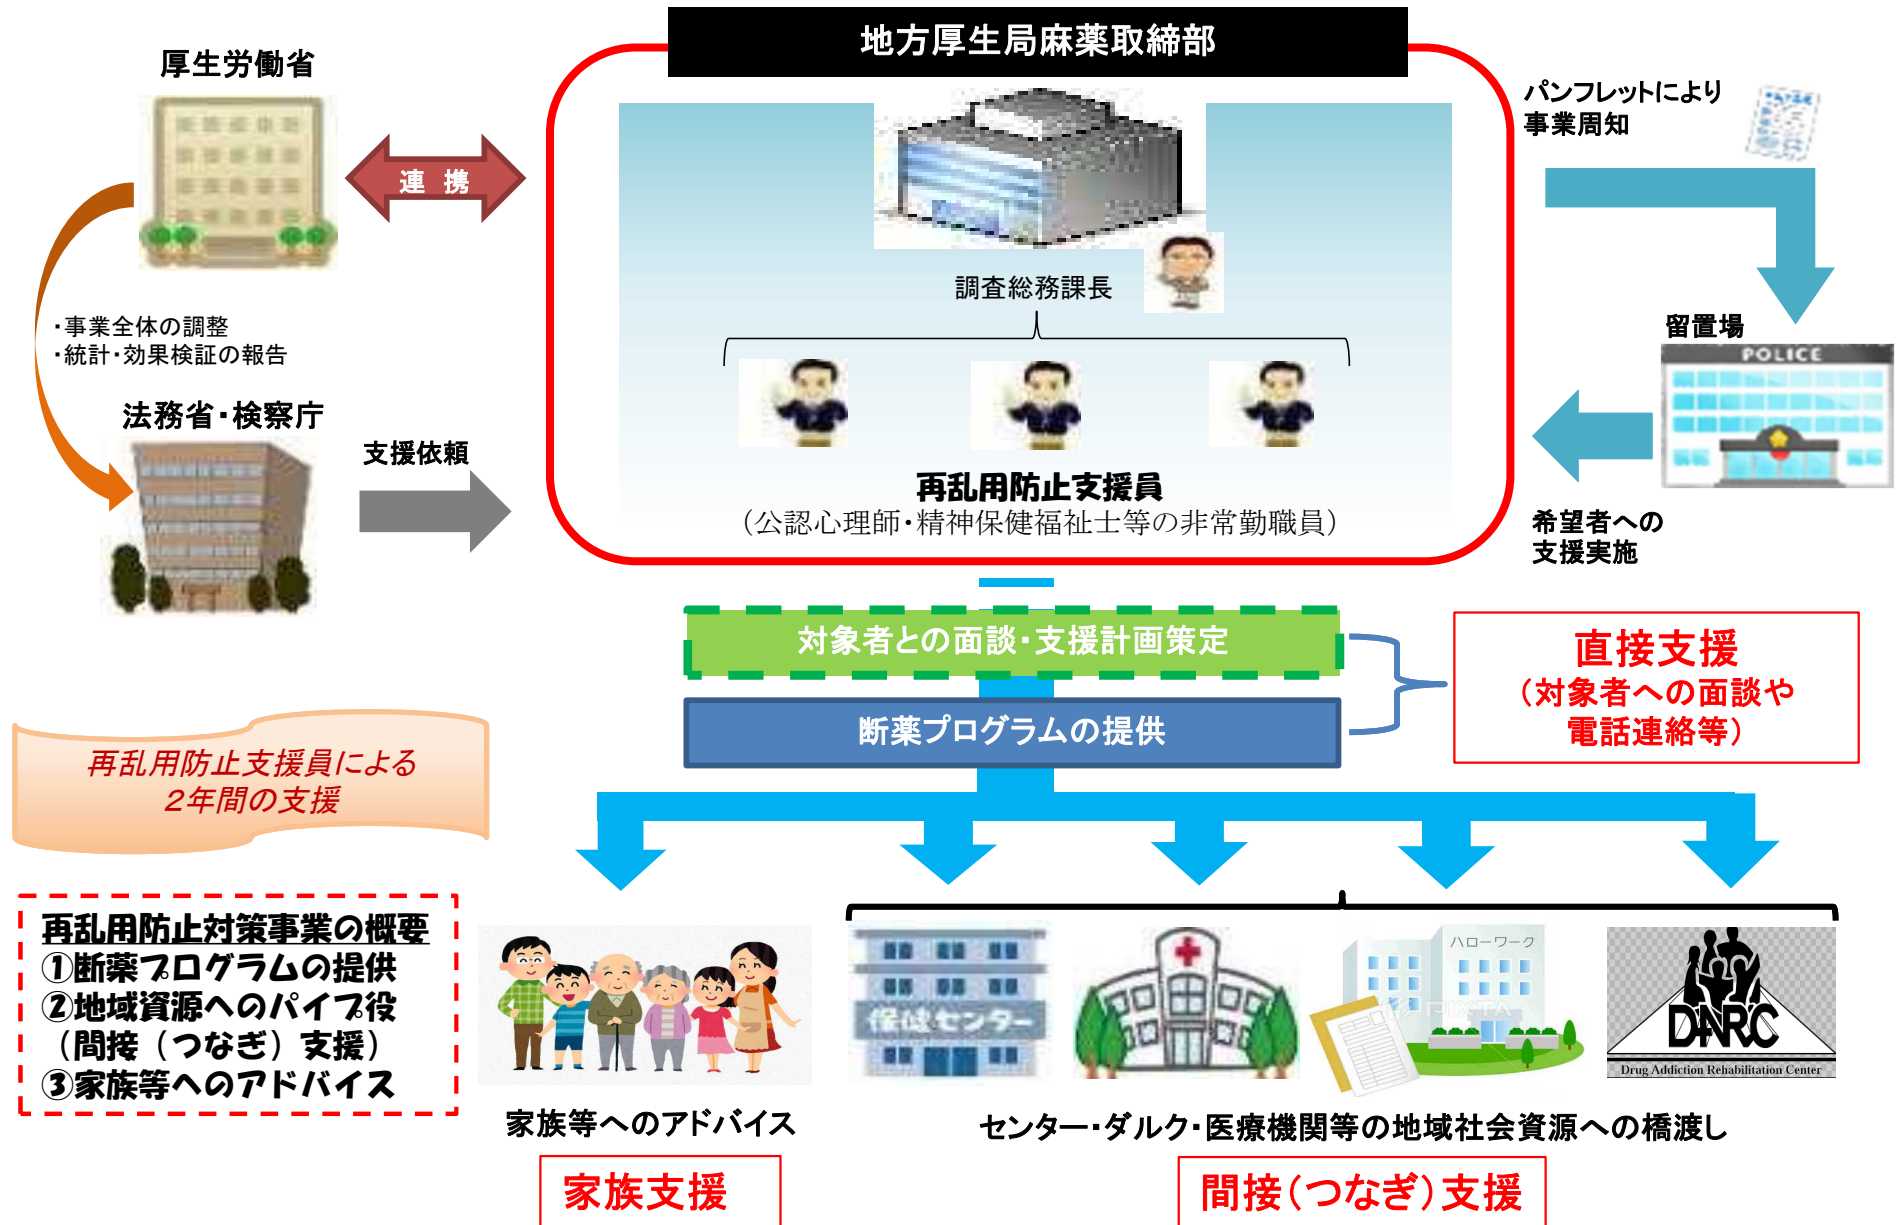 地方厚生局麻薬取締部
厚生労働省
連 携
パンフレットにより
事業周知
調査総務課長
・事業全体の調整
・統計・効果検証の報告
留置場
POLICE
法務省・検察庁
支援依頼
再乱用防止支援員
（公認心理師・精神保健福祉士等の非常勤職員）
希望者への
支援実施
対象者との面談・支援計画策定
断薬プログラムの提供
直接支援
（対象者への面談や
電話連絡等）
再乱用防止支援員による
２年間の支援
再乱用防止対策事業の概要
①断薬プログラムの提供
②地域資源へのパイプ役
（間接（つなぎ）支援）
③家族等へのアドバイス
保健センター
ハローワーク
PIXTA
DARC
Drug Addiction Rehabilitation Center
家族等へのアドバイス
センター・ダルク・医療機関等の地域社会資源への橋渡し
家族支援
間接（つなぎ）支援